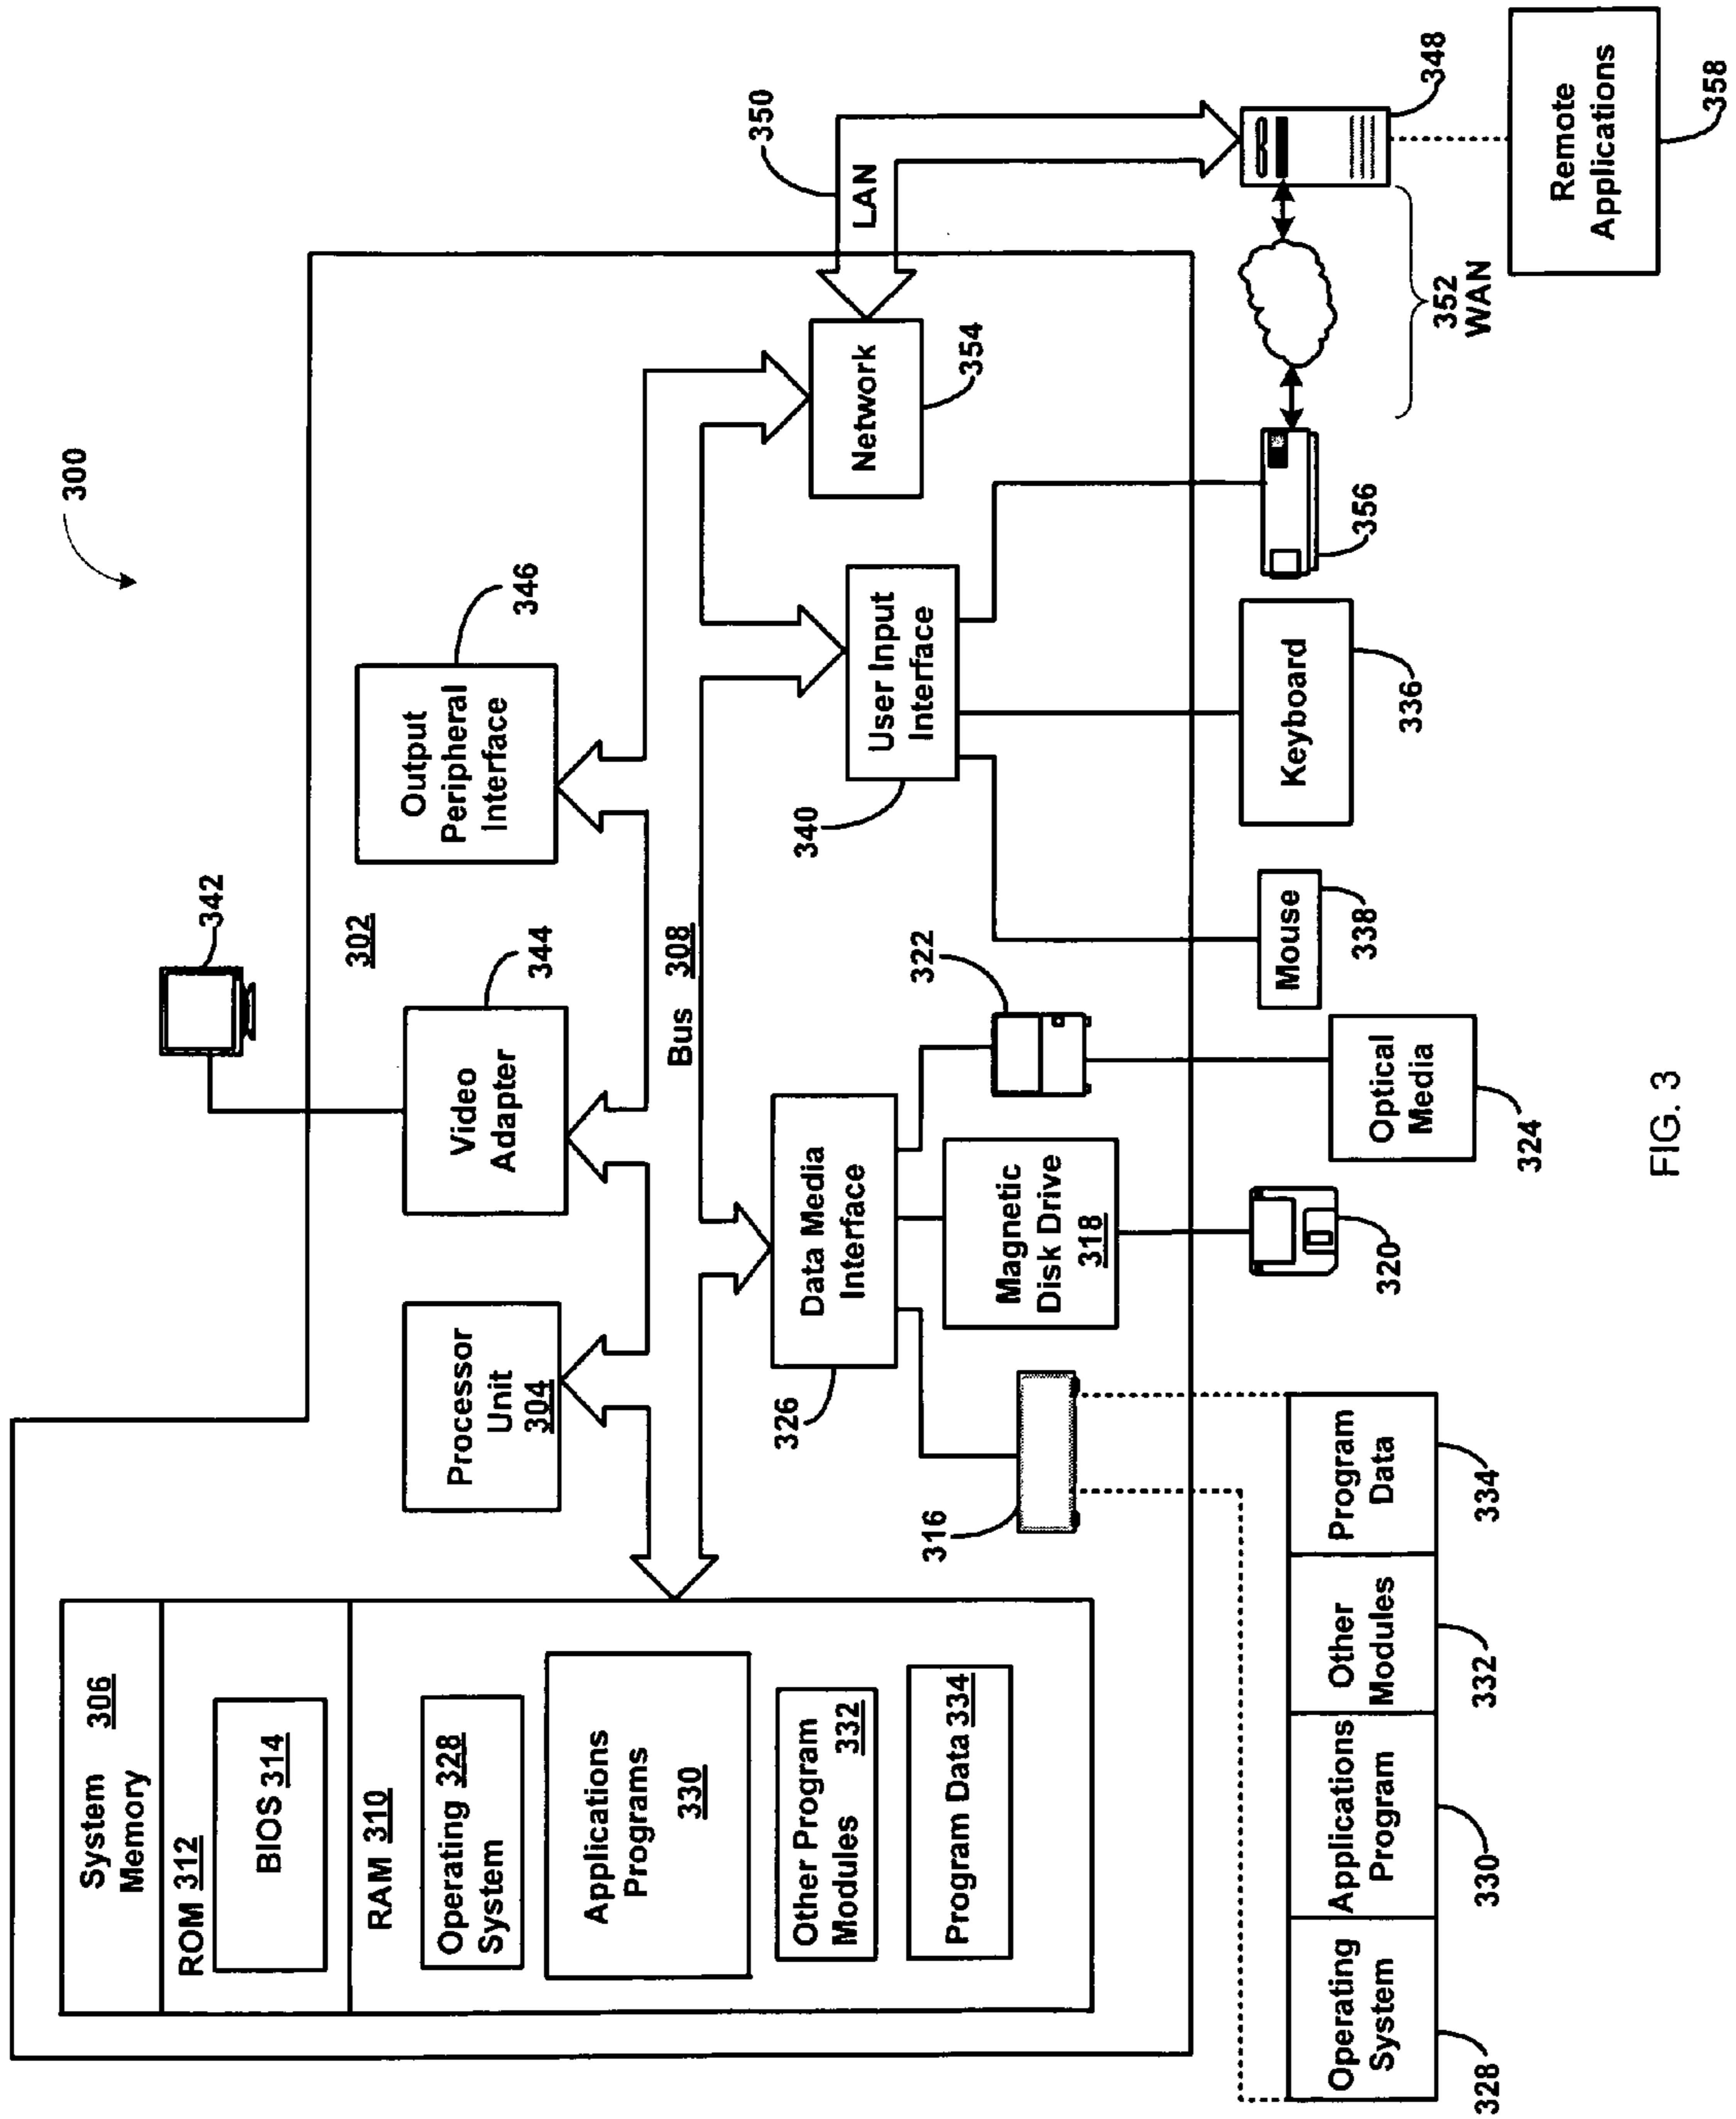 300
342
System
Memory
306
ROM 312
BIOS 314
RAM 310
Operating 328
System
Applications
Programs
330
Other Program
Modules 332
Program Data 334
Processor
Unit
304
Video
Adapter
344
302
Output
Peripheral
Interface
346
Bus 308
Data Media
Interface
326
User Input
Interface
340
Network
354
LAN
350
316
Magnetic
Disk Drive
318
322
320
Optical
Media
324
Mouse
338
Keyboard
336
356
352
WAN
348
Remote
Applications
358
Operating
System
328
Applications
Program
330
Other
Modules
332
Program
Data
334
FIG. 3